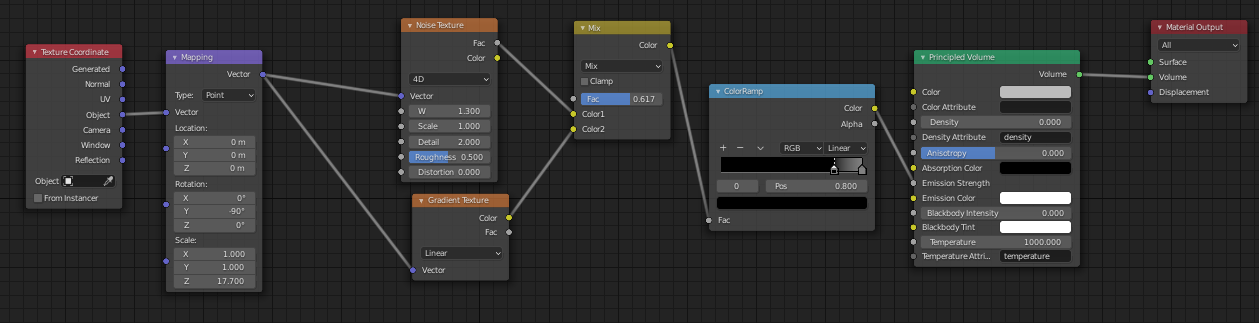 Texture Coordinate
Generated
Normal
UV
Object
Camera
Window
Reflection
Object
From Instancer
Mapping
Vector
Type: Point
Vector
Location:
X 0 m
Y 0 m
Z 0 m
Rotation:
X 0°
Y -90°
Z 0°
Scale:
X 1.000
Y 1.000
Z 17.700
Noise Texture
Fac
Color
4D
Vector
W 1.300
Scale 1.000
Detail 2.000
Roughness 0.500
Distortion 0.000
Gradient Texture
Color
Fac
Linear
Vector
Mix
Color
Mix
Clamp
Fac 0.617
Color1
Color2
ColorRamp
Color
Alpha
+ − RGB Linear
0 Pos 0.800
Fac
Principled Volume
Volume
Color
Color Attribute
Density 0.000
Density Attribute density
Anisotropy 0.000
Absorption Color
Emission Strength
Emission Color
Blackbody Intensity 0.000
Blackbody Tint
Temperature 1000.000
Temperature Attri... temperature
Material Output
All
Surface
Volume
Displacement